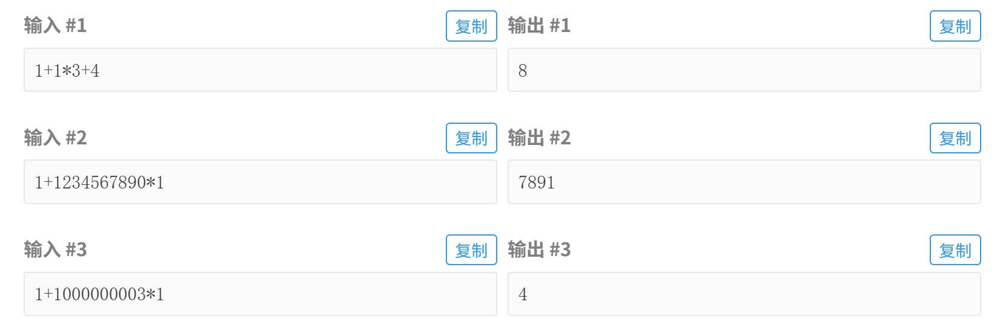 输入 #1
复制
输出 #1
复制
1+1*3+4
8
输入 #2
复制
输出 #2
复制
1+1234567890*1
7891
输入 #3
复制
输出 #3
复制
1+1000000003*1
4